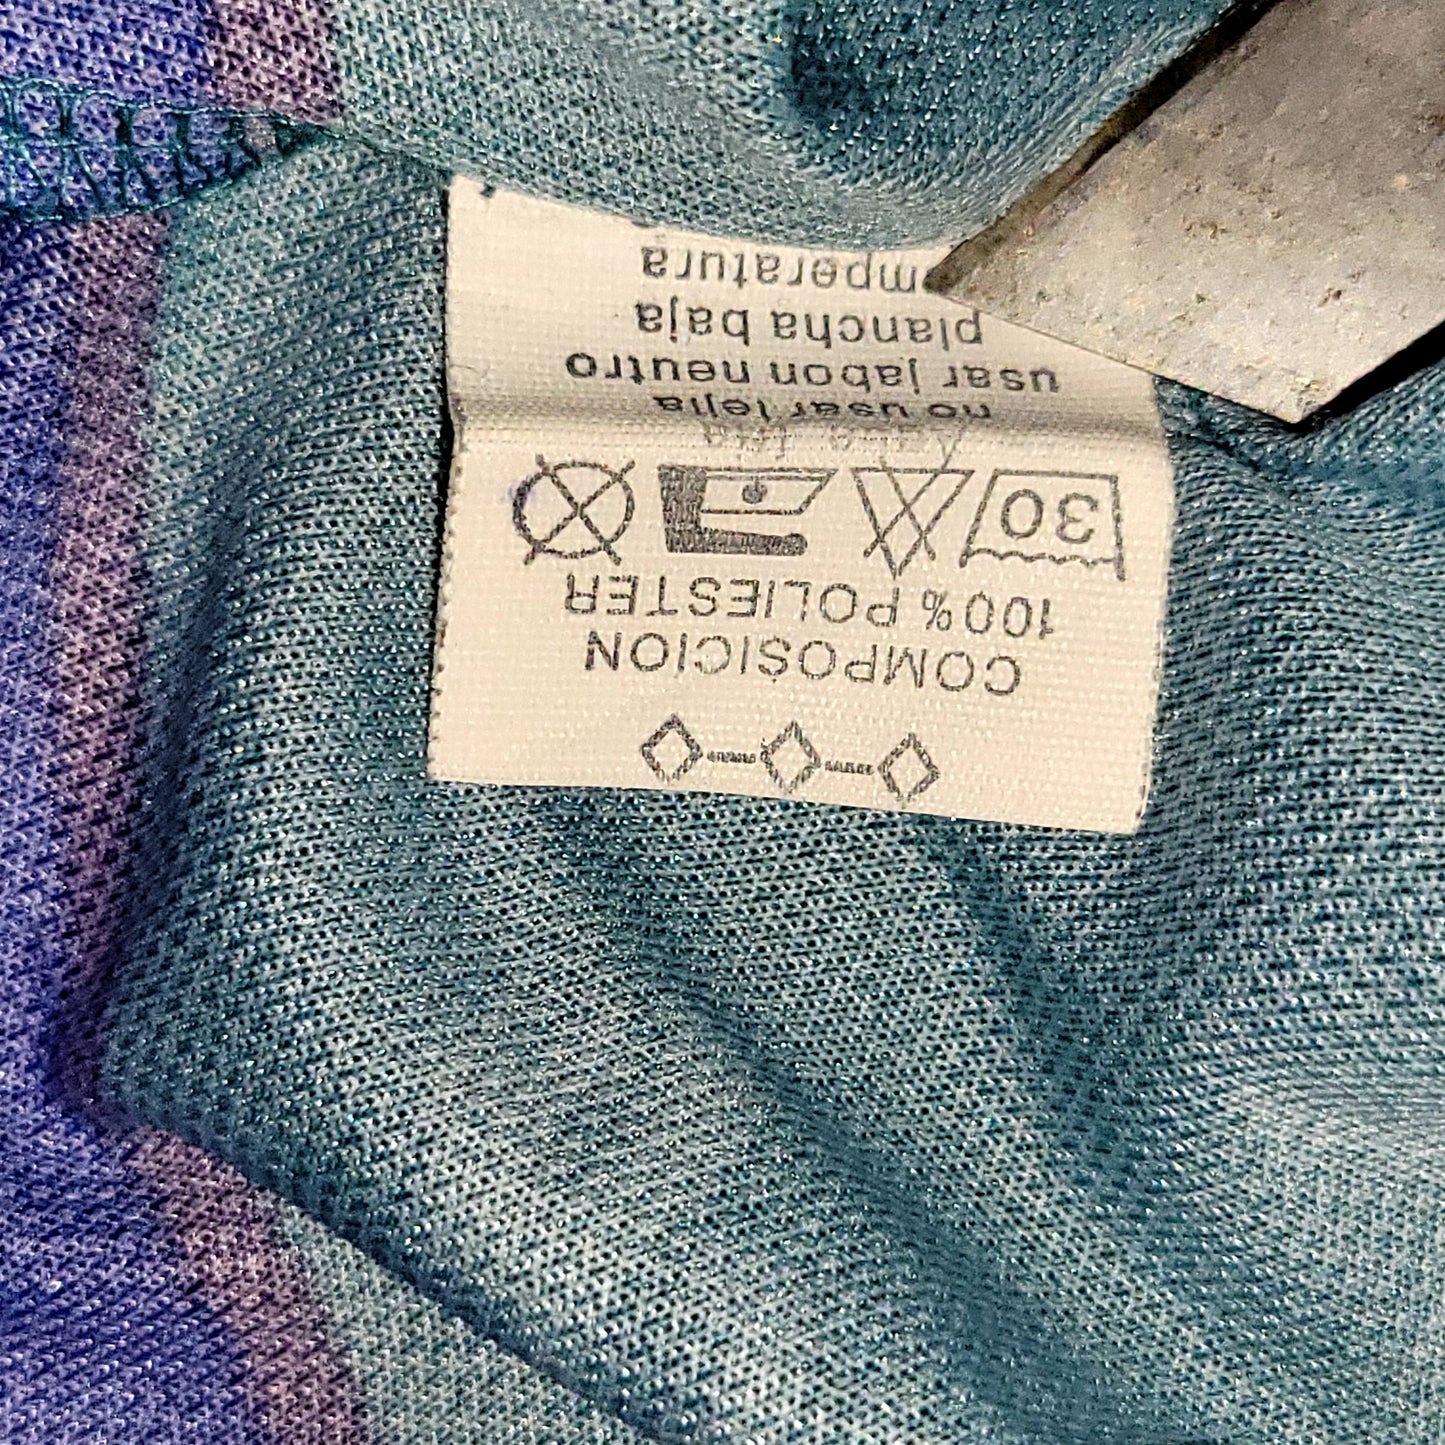 COMPOSICION
100% POLIESTER
30
no usar lejia
usar jabon neutro
plancha baja